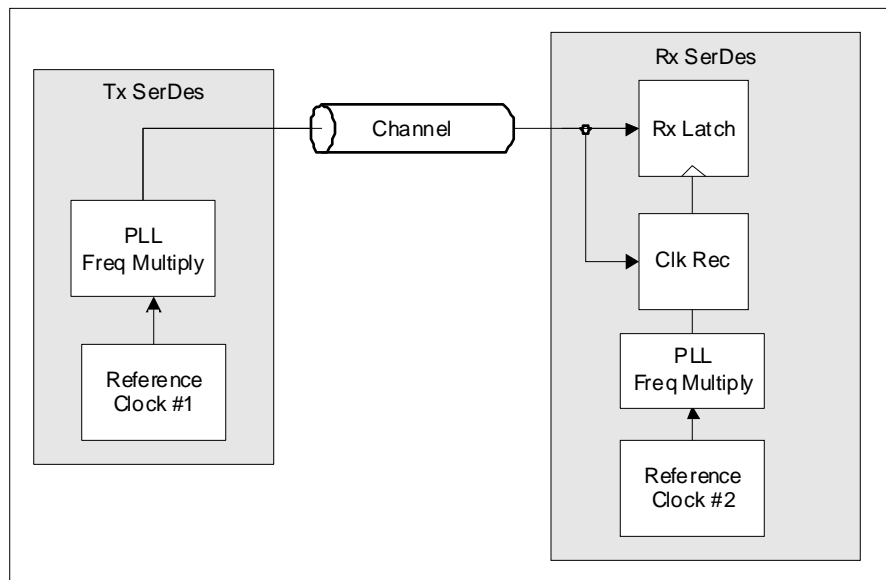 Tx SerDes
PLL
Freq Multiply
Reference
Clock #1
Channel
Rx SerDes
Rx Latch
Clk Rec
PLL
Freq Multiply
Reference
Clock #2